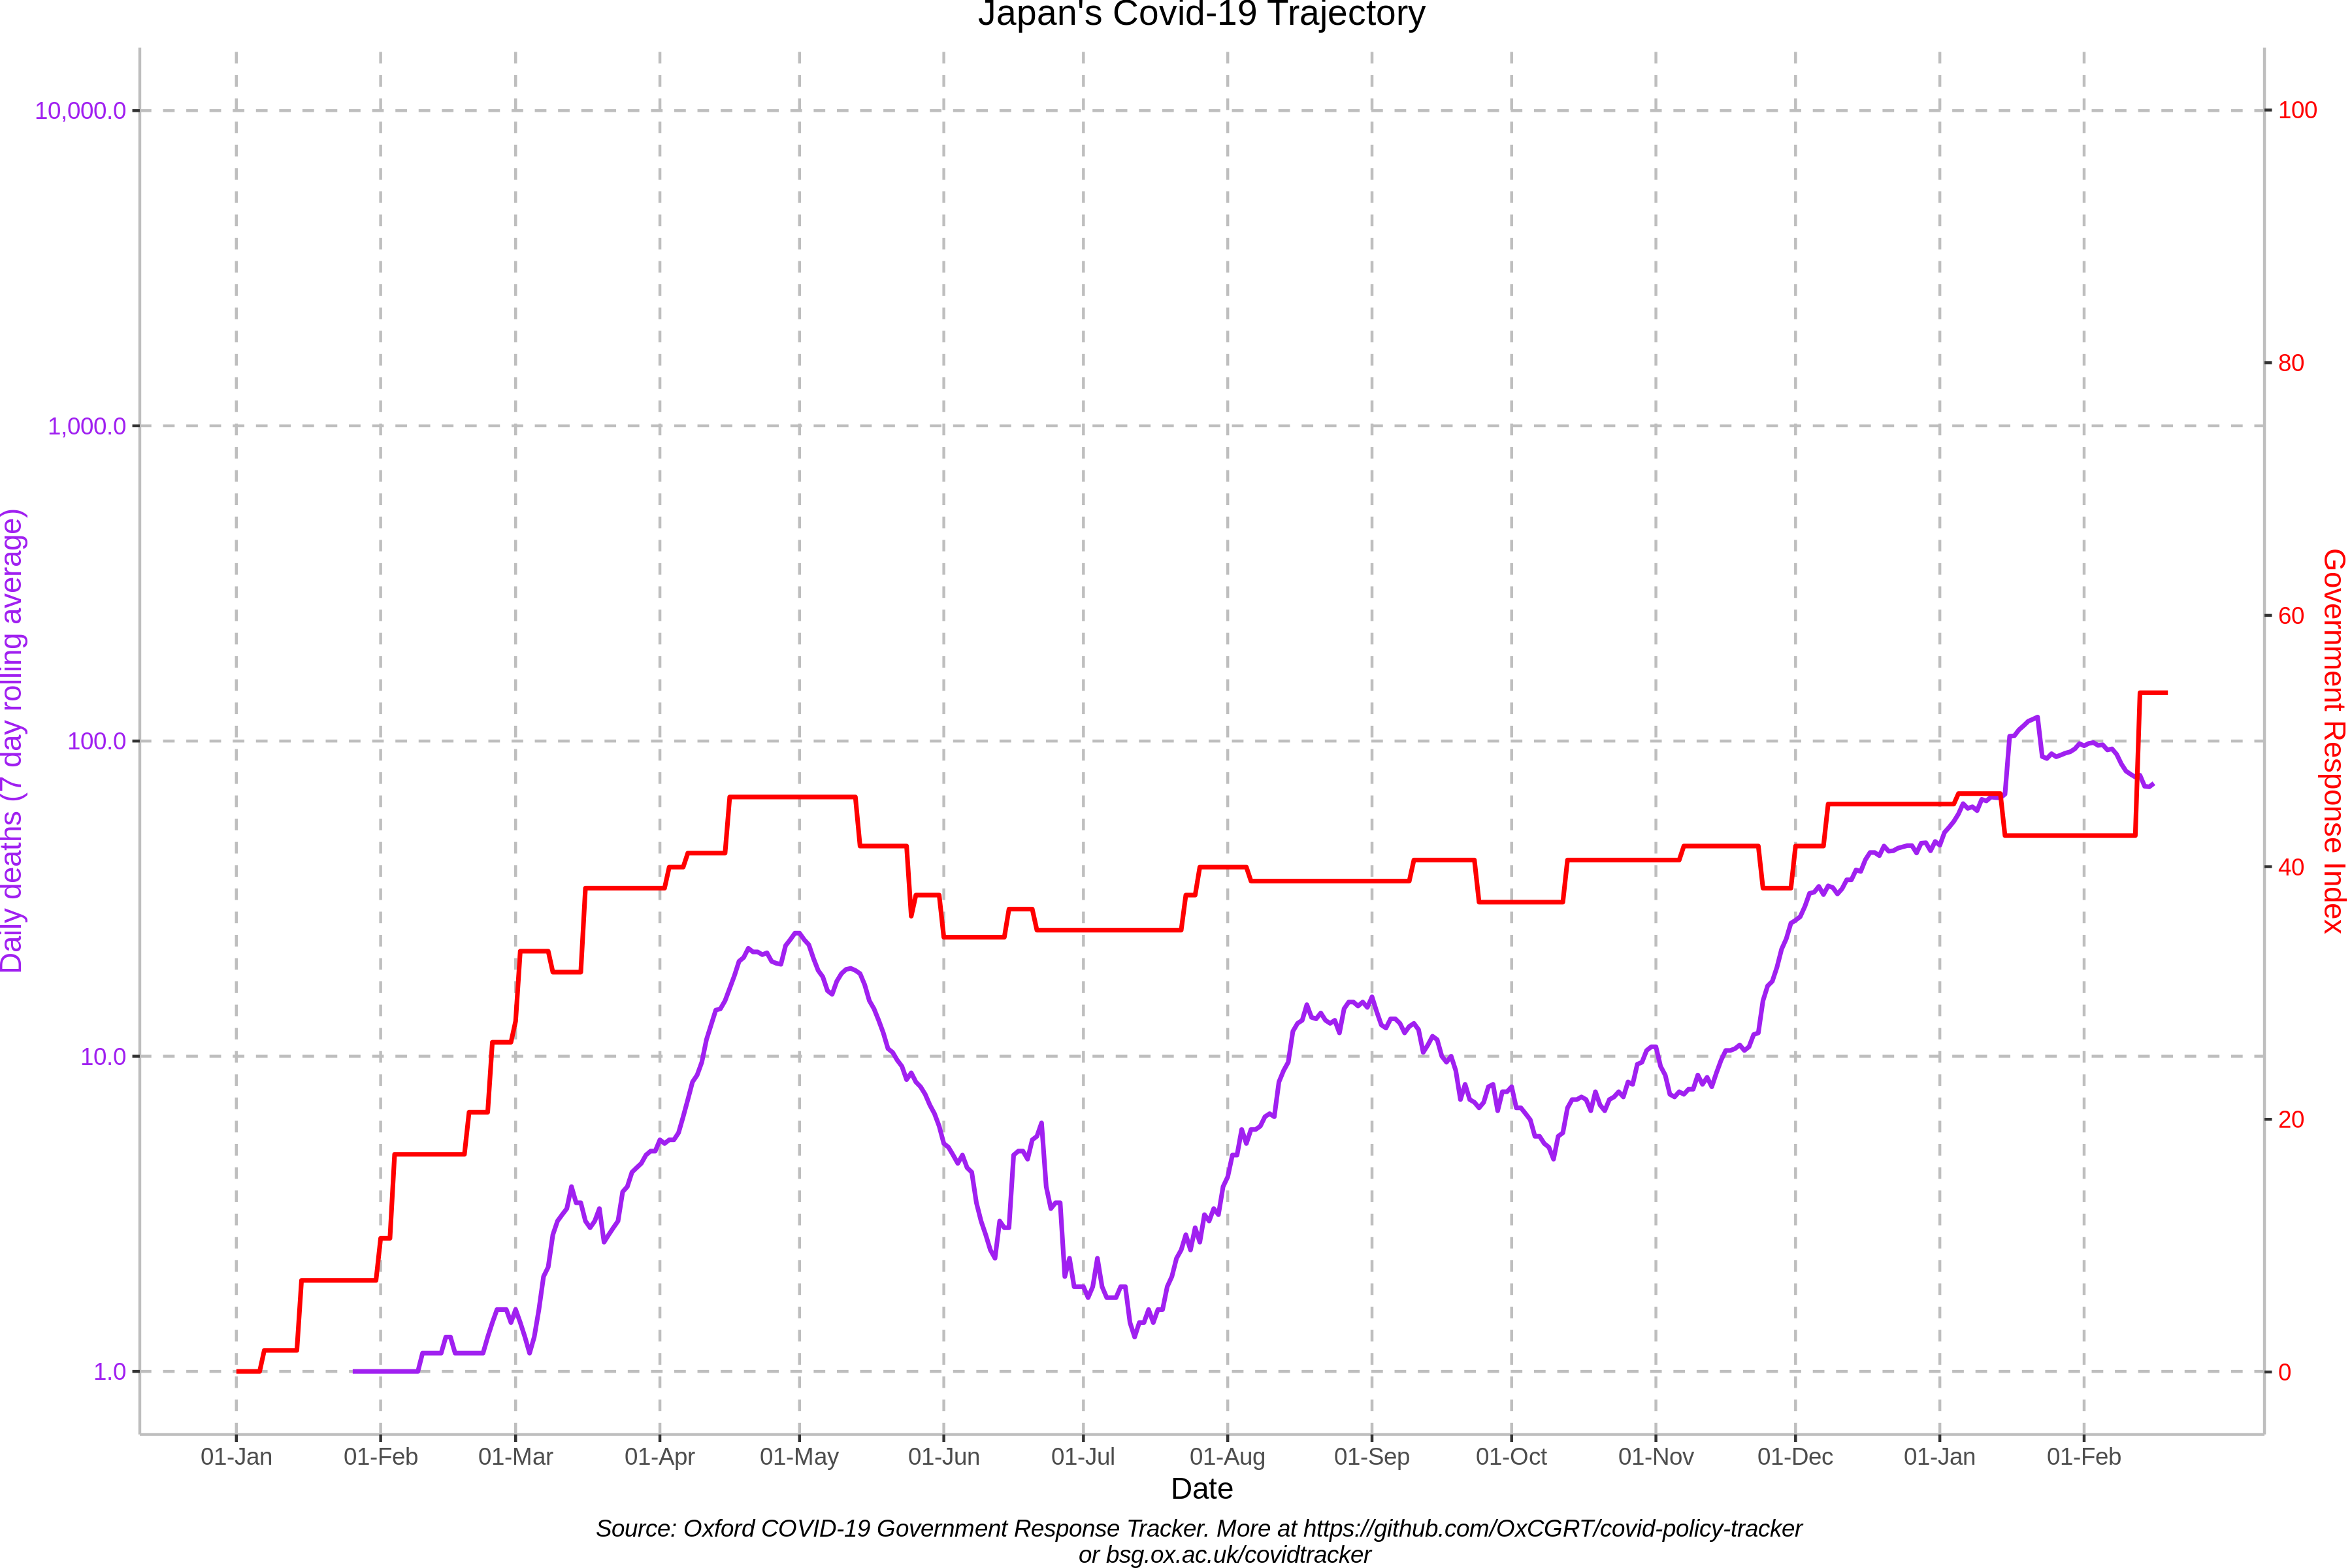 Japan's Covid-19 Trajectory
10,000.0
1,000.0
100.0
10.0
1.0
Daily deaths (7 day rolling average)
100
80
60
40
20
0
Government Response Index
01-Jan 01-Feb 01-Mar 01-Apr 01-May 01-Jun 01-Jul 01-Aug 01-Sep 01-Oct 01-Nov 01-Dec 01-Jan 01-Feb
Date
Source: Oxford COVID-19 Government Response Tracker. More at https://github.com/OxCGRT/covid-policy-tracker
or bsg.ox.ac.uk/covidtracker